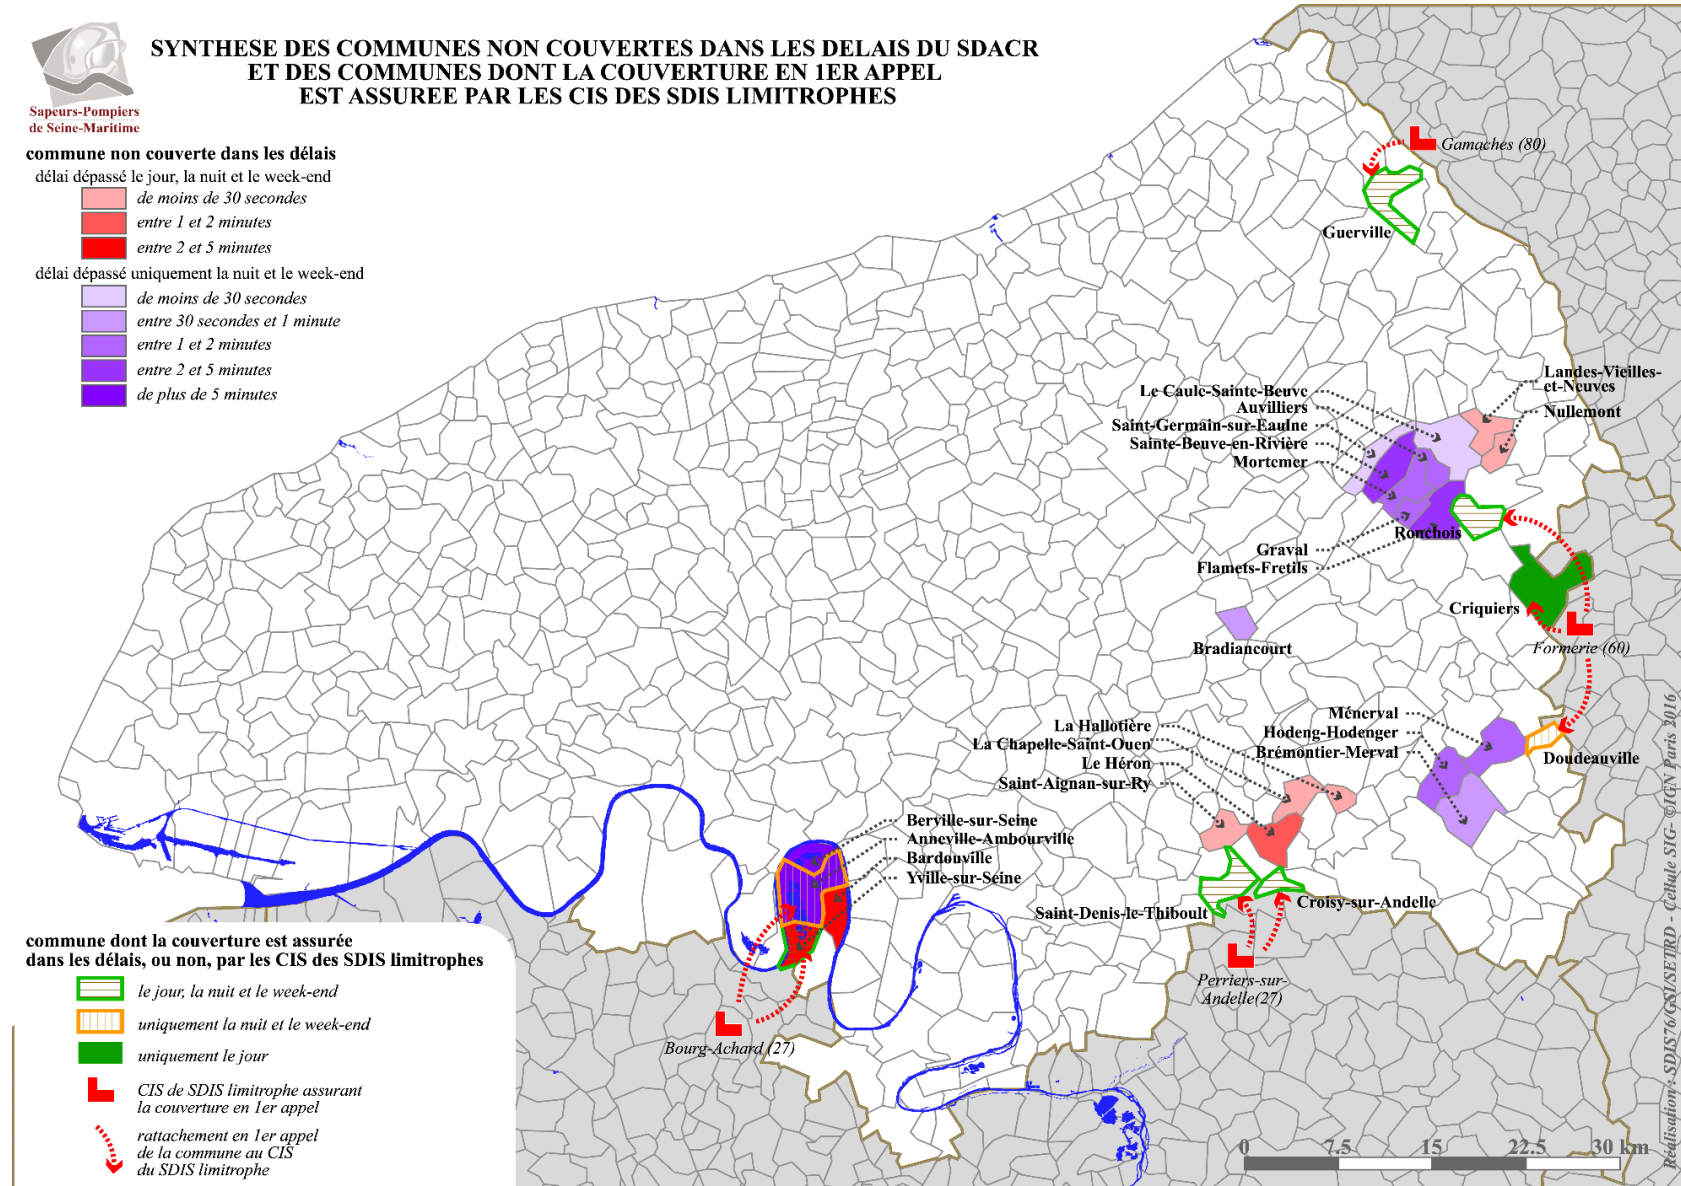 SYNTHESE DES COMMUNES NON COUVERTES DANS LES DELAIS DU SDACR
ET DES COMMUNES DONT LA COUVERTURE EN 1ER APPEL
EST ASSUREE PAR LES CIS DES SDIS LIMITROPHES
Sapeurs-Pompiers
de Seine-Maritime
commune non couverte dans les délais
délai dépassé le jour, la nuit et le week-end
de moins de 30 secondes
entre 1 et 2 minutes
entre 2 et 5 minutes
délai dépassé uniquement la nuit et le week-end
de moins de 30 secondes
entre 30 secondes et 1 minute
entre 1 et 2 minutes
entre 2 et 5 minutes
de plus de 5 minutes
Gamaches (80)
Guerville
Landes-Vieilles-
et-Neuves
Nullemont
Le Caule-Sainte-Beuve
Auvilliers
Saint-Germain-sur-Eaulne
Sainte-Beuve-en-Rivière
Mortemer
Ronchois
Graval
Flamets-Fretils
Criquiers
Formerie (60)
Bradiancourt
Ménerval
Hodeng-Hodenger
Brémontier-Merval
Doudeauville
La Hallotière
La Chapelle-Saint-Ouen
Le Héron
Saint-Aignan-sur-Ry
Berville-sur-Seine
Anneville-Ambourville
Bardouville
Yville-sur-Seine
Saint-Denis-le-Thiboult
Croisy-sur-Andelle
Perriers-sur-
Andelle(27)
Bourg-Achard (27)
commune dont la couverture est assurée
dans les délais, ou non, par les CIS des SDIS limitrophes
le jour, la nuit et le week-end
uniquement la nuit et le week-end
uniquement le jour
CIS de SDIS limitrophe assurant
la couverture en 1er appel
rattachement en 1er appel
de la commune au CIS
du SDIS limitrophe
0 7.5 15 22.5 30 km
Réalisation : SDIS76/GSI/SETRD - Cellule SIG- ©IGN Paris 2016